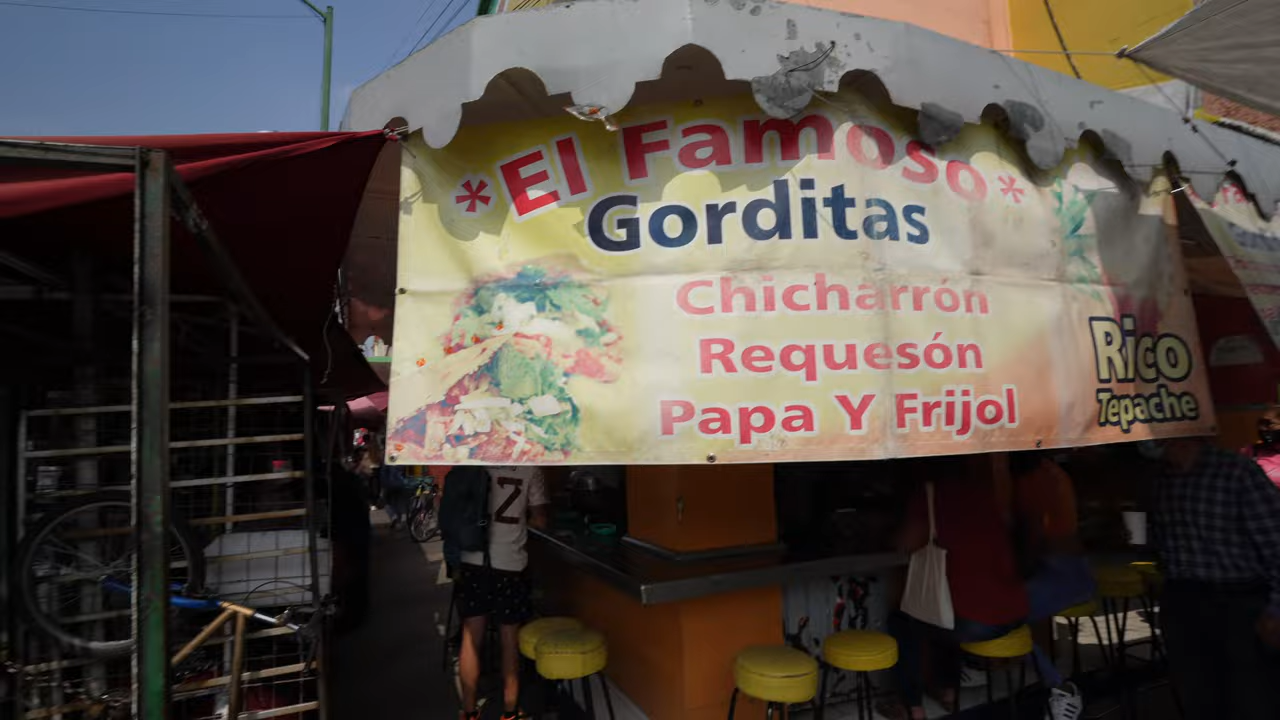 *El Famoso*
Gorditas
Chicharrón
Requesón
Papa Y Frijol
Rico
Tepache
Z